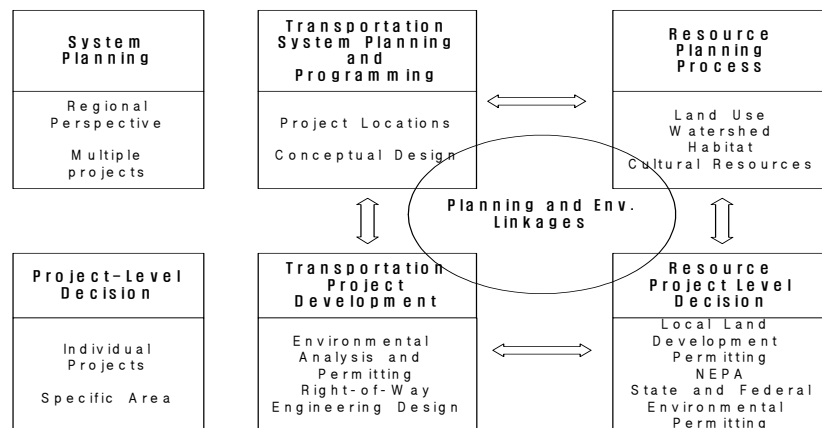 System
Planning
Regional
Perspective
Multiple
projects
Transportation
System Planning
and
Programming
Project Locations
Conceptual Design
Resource
Planning
Process
Land Use
Watershed
Habitat
Cultural Resources
Planning and Env.
Linkages
Project-Level
Decision
Individual
Projects
Specific Area
Transportation
Project
Development
Environmental
Analysis and
Permitting
Right-of-Way
Engineering Design
Resource
Project Level
Decision
Local Land
Development
Permitting
NEPA
State and Federal
Environmental
Permitting